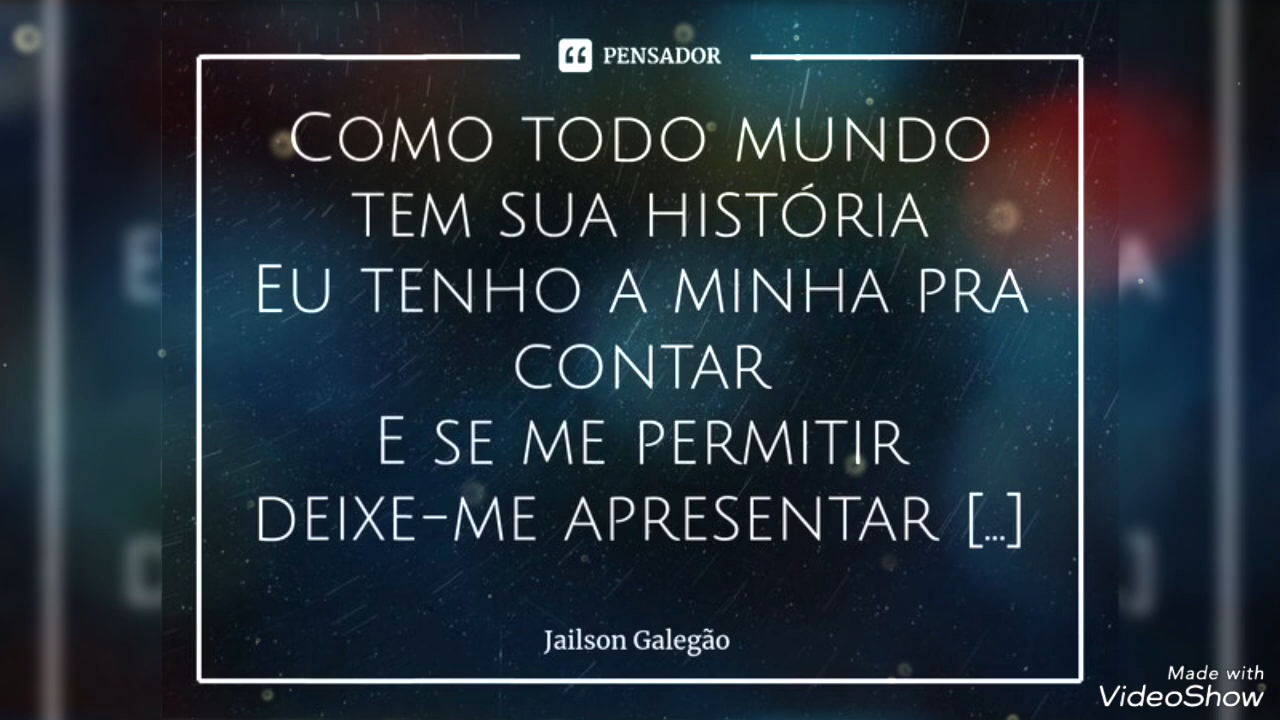 PENSADOR
COMO TODO MUNDO
TEM SUA HISTÓRIA
EU TENHO A MINHA PRA
CONTAR
E SE ME PERMITIR
DEIXE-ME APRESENTAR [...]
Jailson Galegão
Made with
VideoShow